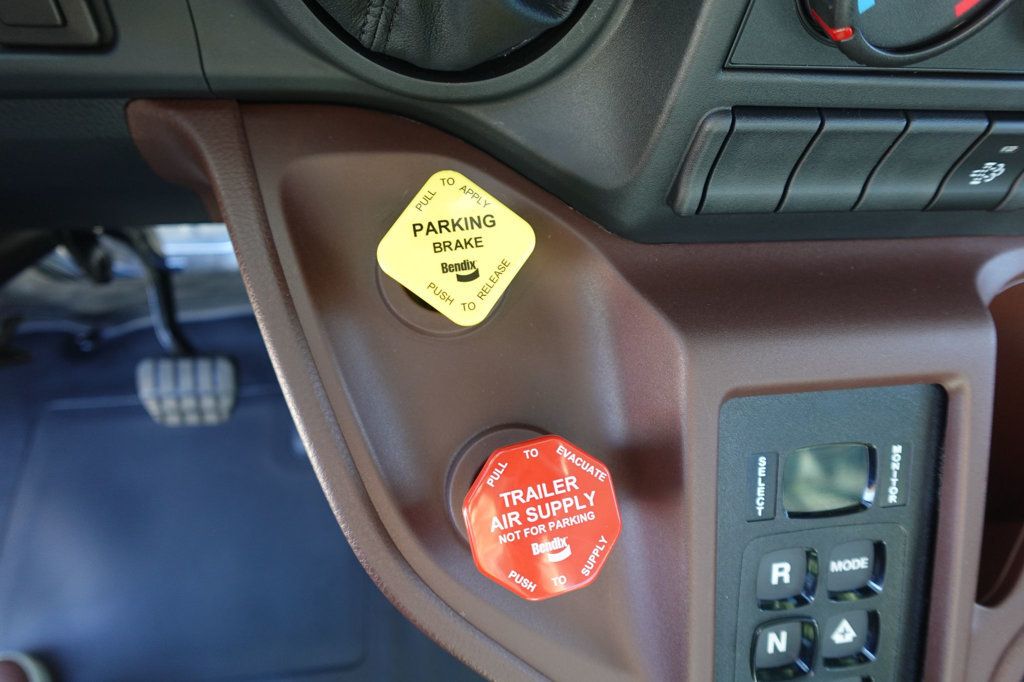 PULL TO APPLY
PARKING
BRAKE
Bendix
PUSH TO RELEASE
PULL TO EVACUATE
TRAILER
AIR SUPPLY
NOT FOR PARKING
Bendix
PUSH TO SUPPLY
SELECT
MONITOR
R
MODE
N